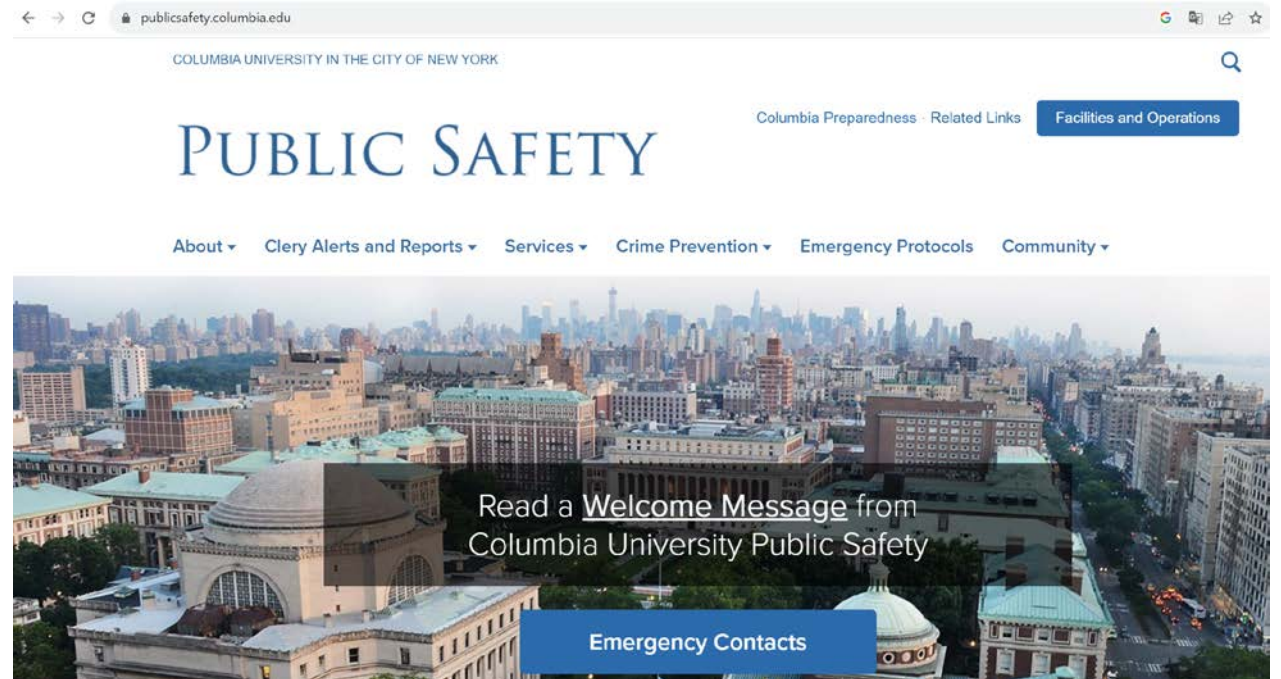 publicsafety.columbia.edu
COLUMBIA UNIVERSITY IN THE CITY OF NEW YORK
Columbia Preparedness · Related Links
Facilities and Operations
PUBLIC SAFETY
About
Clery Alerts and Reports
Services
Crime Prevention
Emergency Protocols
Community
Read a Welcome Message from
Columbia University Public Safety
Emergency Contacts